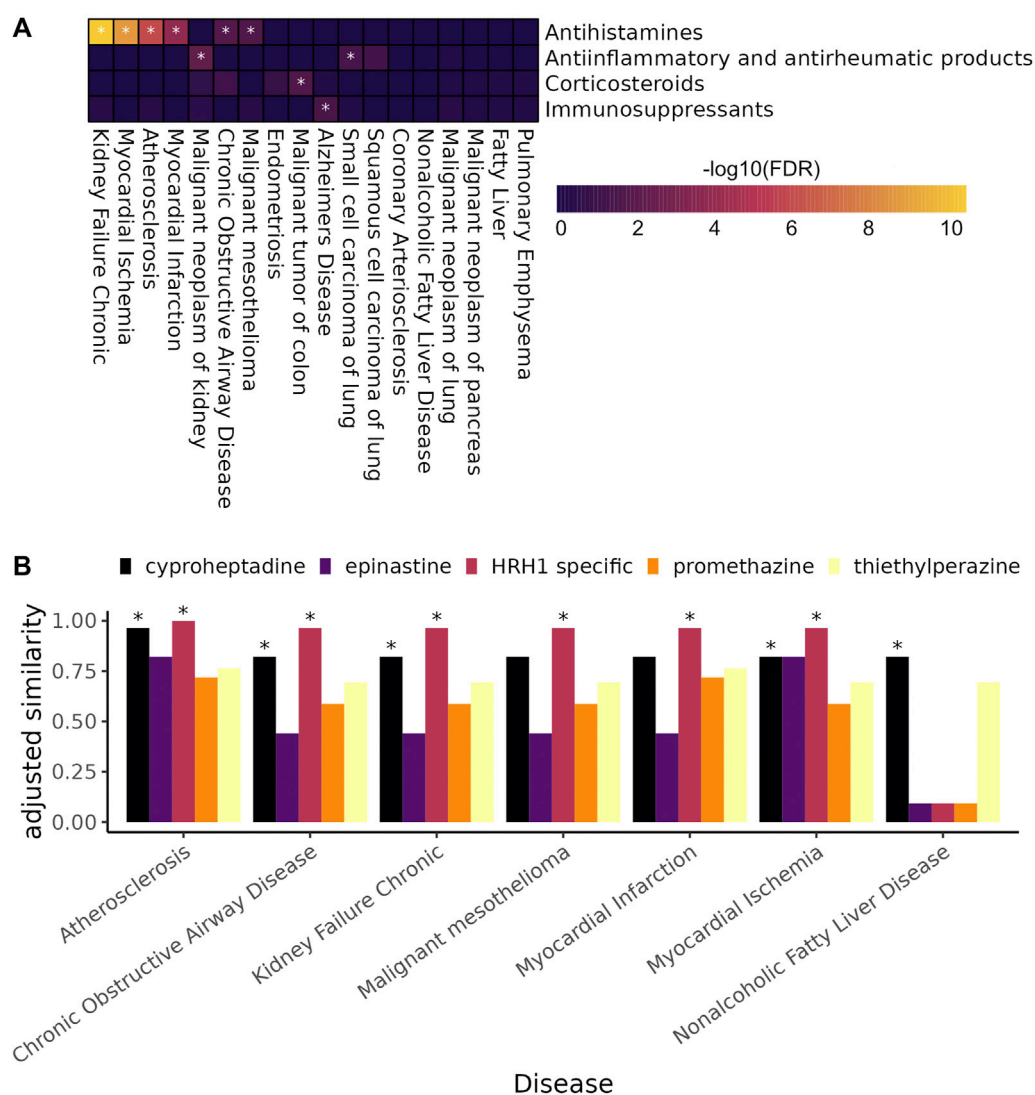 A
* * * * * *
Antihistamines
* *
Antiinflammatory and antirheumatic products
*
Corticosteroids
*
Immunosuppressants
Kidney Failure Chronic
Myocardial Ischemia
Atherosclerosis
Myocardial Infarction
Malignant neoplasm of kidney
Chronic Obstructive Airway Disease
Malignant mesothelioma
Endometriosis
Malignant tumor of colon
Alzheimers Disease
Small cell carcinoma of lung
Squamous cell carcinoma of lung
Coronary Arteriosclerosis
Nonalcoholic Fatty Liver Disease
Malignant neoplasm of lung
Malignant neoplasm of pancreas
Fatty Liver
Pulmonary Emphysema
-log10(FDR)
0 2 4 6 8 10
B
cyproheptadine epinastine HRH1 specific promethazine thiethylperazine
adjusted similarity
1.00
0.75
0.50
0.25
0.00
* * * * * * * * * * *
Atherosclerosis
Chronic Obstructive Airway Disease
Kidney Failure Chronic
Malignant mesothelioma
Myocardial Infarction
Myocardial Ischemia
Nonalcoholic Fatty Liver Disease
Disease